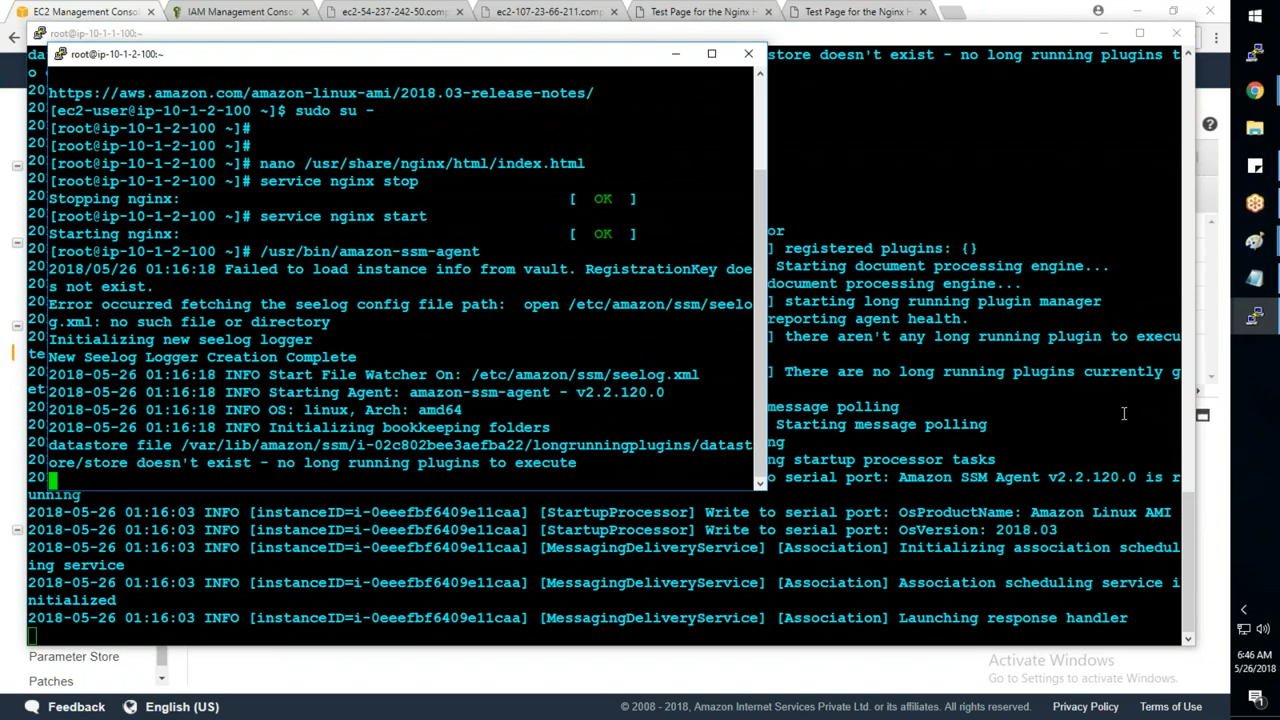 EC2 Management Consol
IAM Management Consol
ec2-54-237-242-50.comp
ec2-107-23-66-211.comp
Test Page for the Nginx H
Test Page for the Nginx H
root@ip-10-1-1-100:~
root@ip-10-1-2-100:~
https://aws.amazon.com/amazon-linux-ami/2018.03-release-notes/
[ec2-user@ip-10-1-2-100 ~]$ sudo su -
[root@ip-10-1-2-100 ~]#
[root@ip-10-1-2-100 ~]#
[root@ip-10-1-2-100 ~]# nano /usr/share/nginx/html/index.html
[root@ip-10-1-2-100 ~]# service nginx stop
Stopping nginx: [ OK ]
[root@ip-10-1-2-100 ~]# service nginx start
Starting nginx: [ OK ]
[root@ip-10-1-2-100 ~]# /usr/bin/amazon-ssm-agent
2018/05/26 01:16:18 Failed to load instance info from vault. RegistrationKey doe
s not exist.
Error occurred fetching the seelog config file path: open /etc/amazon/ssm/seelo
g.xml: no such file or directory
Initializing new seelog logger
New Seelog Logger Creation Complete
2018-05-26 01:16:18 INFO Start File Watcher On: /etc/amazon/ssm/seelog.xml
2018-05-26 01:16:18 INFO Starting Agent: amazon-ssm-agent - v2.2.120.0
2018-05-26 01:16:18 INFO OS: linux, Arch: amd64
2018-05-26 01:16:18 INFO Initializing bookkeeping folders
datastore file /var/lib/amazon/ssm/i-02c802bee3aefba22/longrunningplugins/datast
ore/store doesn't exist - no long running plugins to execute
store doesn't exist - no long running plugins t
o
or
] registered plugins: {}
Starting document processing engine...
document processing engine...
] starting long running plugin manager
reporting agent health.
] there aren't any long running plugin to execu
te
] There are no long running plugins currently g
et
message polling
Starting message polling
ng
ng startup processor tasks
o serial port: Amazon SSM Agent v2.2.120.0 is r
unning
2018-05-26 01:16:03 INFO [instanceID=i-0eeefbf6409e11caa] [StartupProcessor] Write to serial port: OsProductName: Amazon Linux AMI
2018-05-26 01:16:03 INFO [instanceID=i-0eeefbf6409e11caa] [StartupProcessor] Write to serial port: OsVersion: 2018.03
2018-05-26 01:16:03 INFO [instanceID=i-0eeefbf6409e11caa] [MessagingDeliveryService] [Association] Initializing association schedul
ing service
2018-05-26 01:16:03 INFO [instanceID=i-0eeefbf6409e11caa] [MessagingDeliveryService] [Association] Association scheduling service i
nitialized
2018-05-26 01:16:03 INFO [instanceID=i-0eeefbf6409e11caa] [MessagingDeliveryService] [Association] Launching response handler
Parameter Store
Patches
Activate Windows
Go to Settings to activate Windows.
6:46 AM
5/26/2018
Feedback
English (US)
© 2008 - 2018, Amazon Internet Services Private Ltd. or its affiliates. All rights reserved.
Privacy Policy
Terms of Use